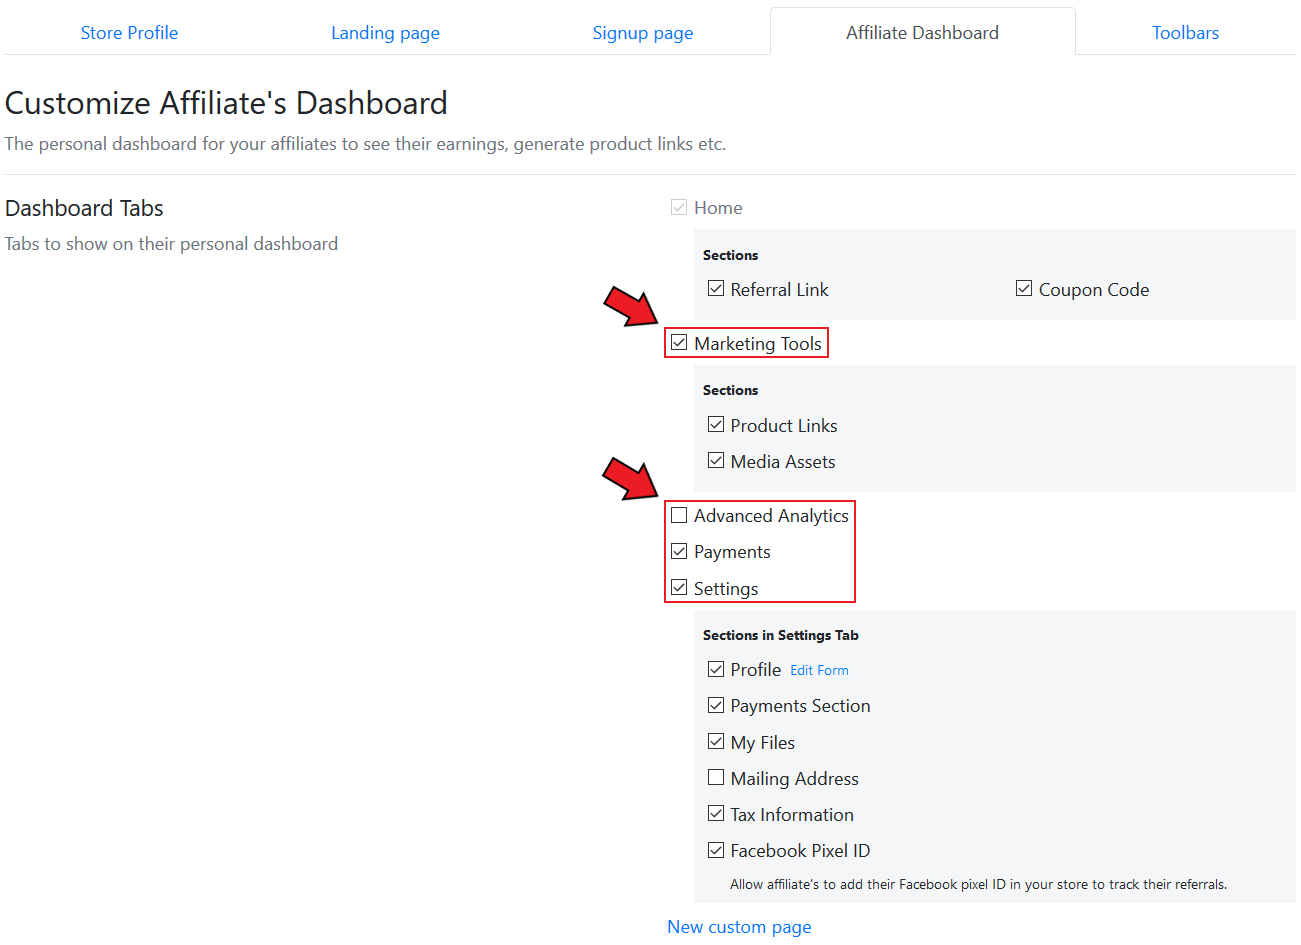 Store Profile
Landing page
Signup page
Affiliate Dashboard
Toolbars
Customize Affiliate's Dashboard
The personal dashboard for your affiliates to see their earnings, generate product links etc.
Dashboard Tabs
Tabs to show on their personal dashboard
Home
Sections
Referral Link
Coupon Code
Marketing Tools
Sections
Product Links
Media Assets
Advanced Analytics
Payments
Settings
Sections in Settings Tab
Profile Edit Form
Payments Section
My Files
Mailing Address
Tax Information
Facebook Pixel ID
Allow affiliate's to add their Facebook pixel ID in your store to track their referrals.
New custom page